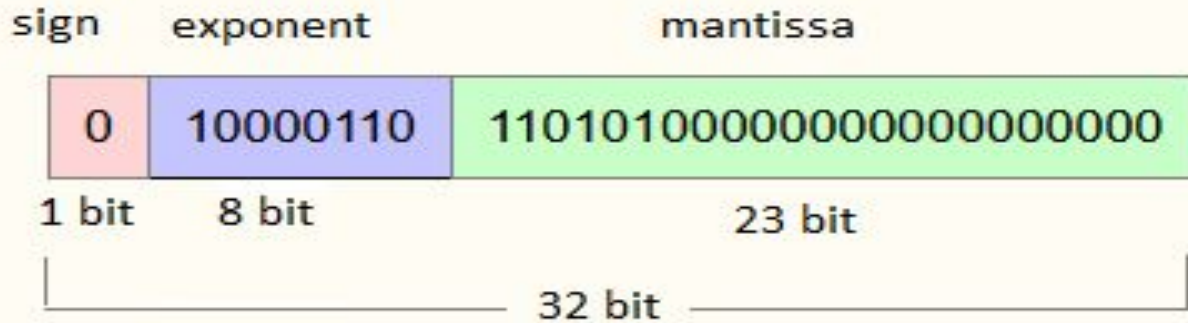 sign exponent mantissa
0 10000110 11010100000000000000000
1 bit 8 bit 23 bit
32 bit